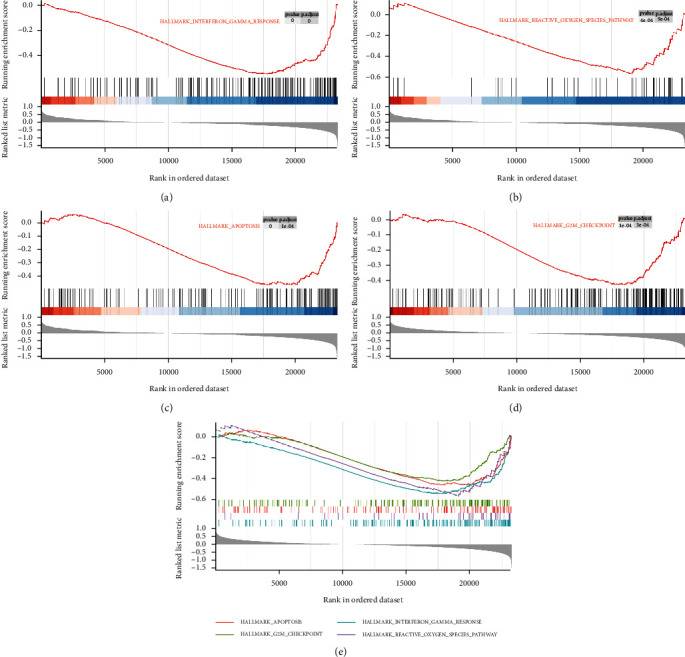 Running enrichment score
0.0
−0.4
HALLMARK_INTERFERON_GAMMA_RESPONSE
pvalue p.adjust
0 0
Ranked list metric
1.0
0.5
0.0
−0.5
−1.0
−1.5
5000 10000 15000 20000
Rank in ordered dataset
(a)
Running enrichment score
0.0
−0.2
−0.4
−0.6
HALLMARK_REACTIVE_OXYGEN_SPECIES_PATHWAY
pvalue p.adjust
6e-04 9e-04
Ranked list metric
1.0
0.5
0.0
−0.5
−1.0
−1.5
5000 10000 15000 20000
Rank in ordered dataset
(b)
Running enrichment score
0.0
−0.1
−0.2
−0.3
−0.4
HALLMARK_APOPTOSIS
pvalue p.adjust
0 1e-04
Ranked list metric
1.0
0.5
0.0
−0.5
−1.0
−1.5
5000 10000 15000 20000
Rank in ordered dataset
(c)
Running enrichment score
0.0
−0.1
−0.2
−0.3
−0.4
HALLMARK_G2M_CHECKPOINT
pvalue p.adjust
1e-04 3e-04
Ranked list metric
1.0
0.5
0.0
−0.5
−1.0
−1.5
5000 10000 15000 20000
Rank in ordered dataset
(d)
Running enrichment score
0.0
−0.2
−0.4
−0.6
Ranked list metric
1.0
0.5
0.0
−0.5
−1.0
−1.5
5000 10000 15000 20000
Rank in ordered dataset
HALLMARK_APOPTOSIS
HALLMARK_INTERFERON_GAMMA_RESPONSE
HALLMARK_G2M_CHECKPOINT
HALLMARK_REACTIVE_OXYGEN_SPECIES_PATHWAY
(e)